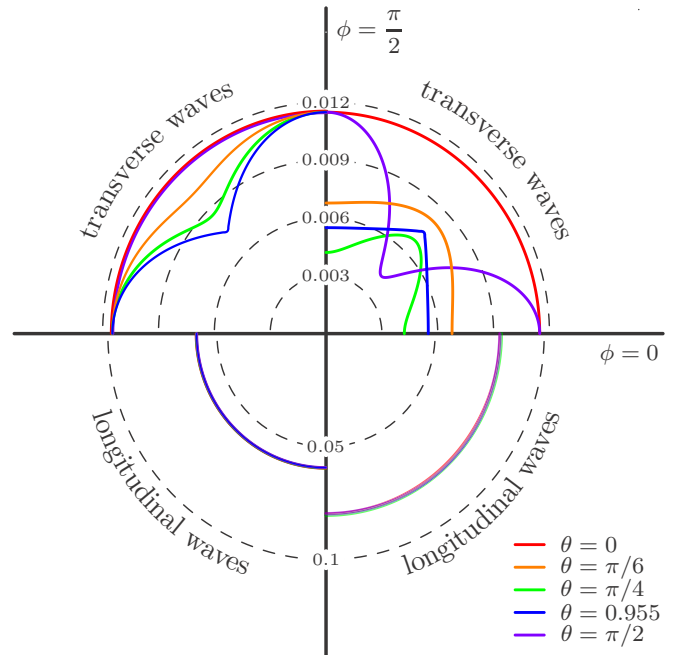 ϕ = π/2
transverse waves
transverse waves
0.012
0.009
0.006
0.003
ϕ = 0
0.05
0.1
longitudinal waves
longitudinal waves
θ = 0
θ = π/6
θ = π/4
θ = 0.955
θ = π/2